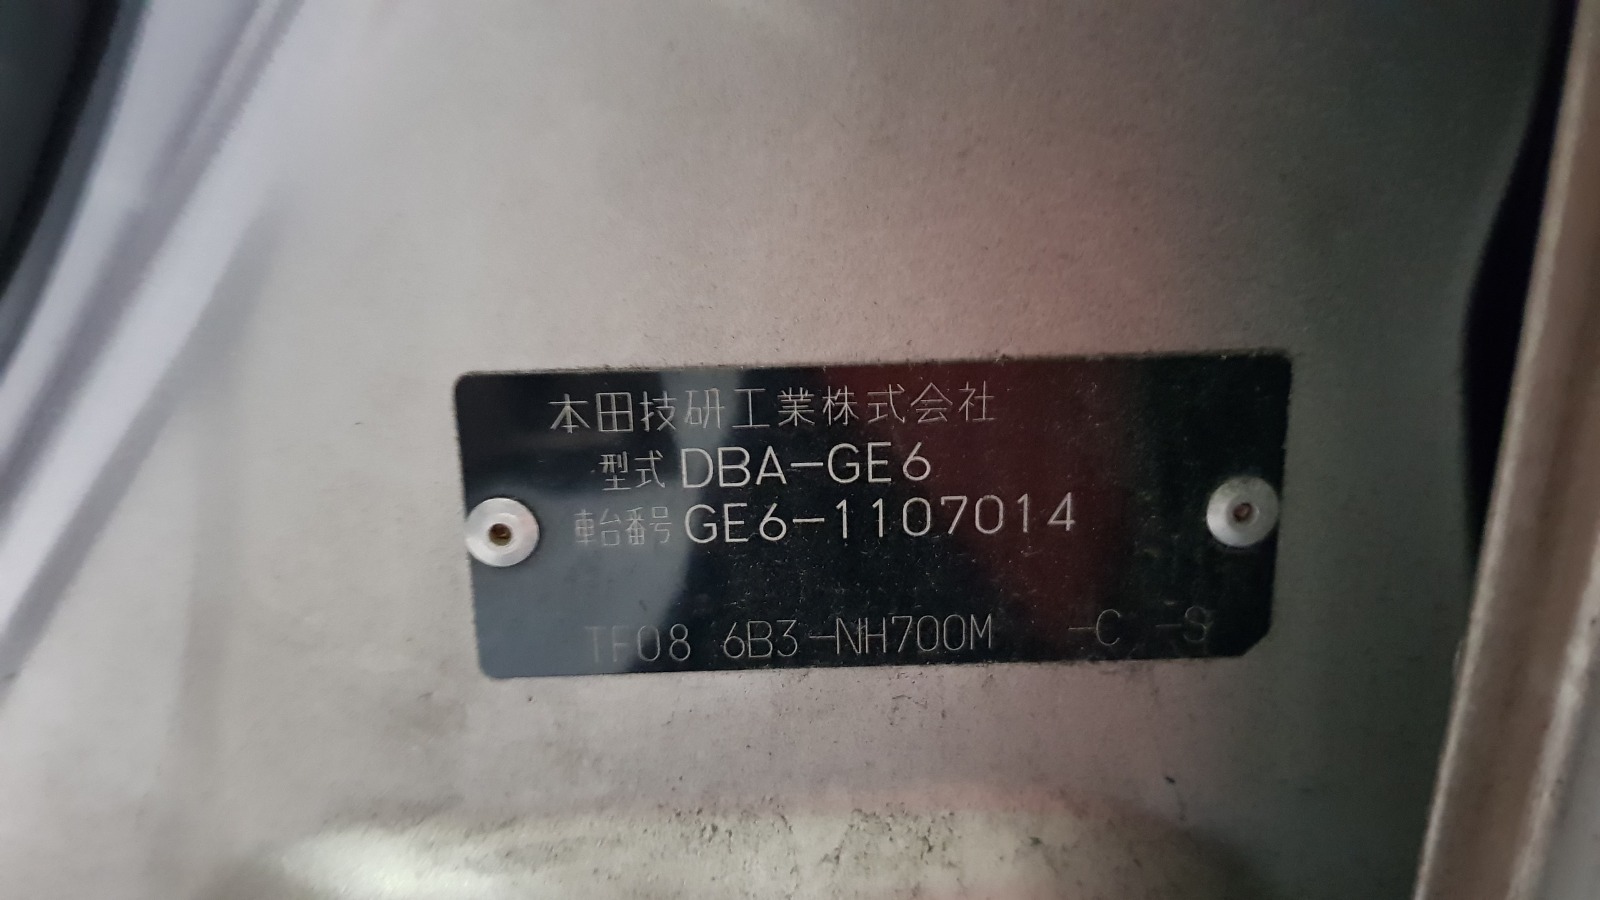 本田技研工業株式会社
型式 DBA-GE6
車台番号 GE6-1107014
TF08 6B3-NH700M -C -S